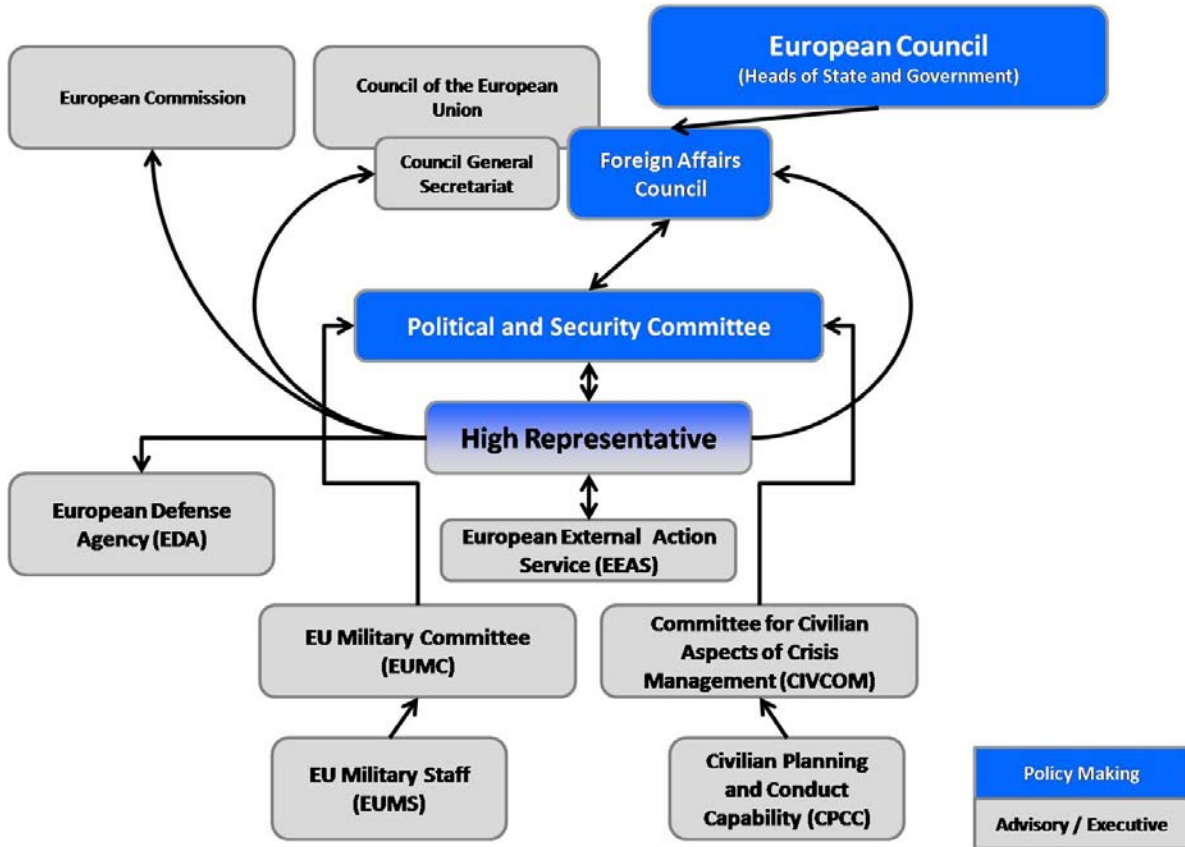 European Council
(Heads of State and Government)
European Commission
Council of the European
Union
Council General
Secretariat
Foreign Affairs
Council
Political and Security Committee
High Representative
European Defense
Agency (EDA)
European External Action
Service (EEAS)
EU Military Committee
(EUMC)
Committee for Civilian
Aspects of Crisis
Management (CIVCOM)
EU Military Staff
(EUMS)
Civilian Planning
and Conduct
Capability (CPCC)
Policy Making
Advisory / Executive